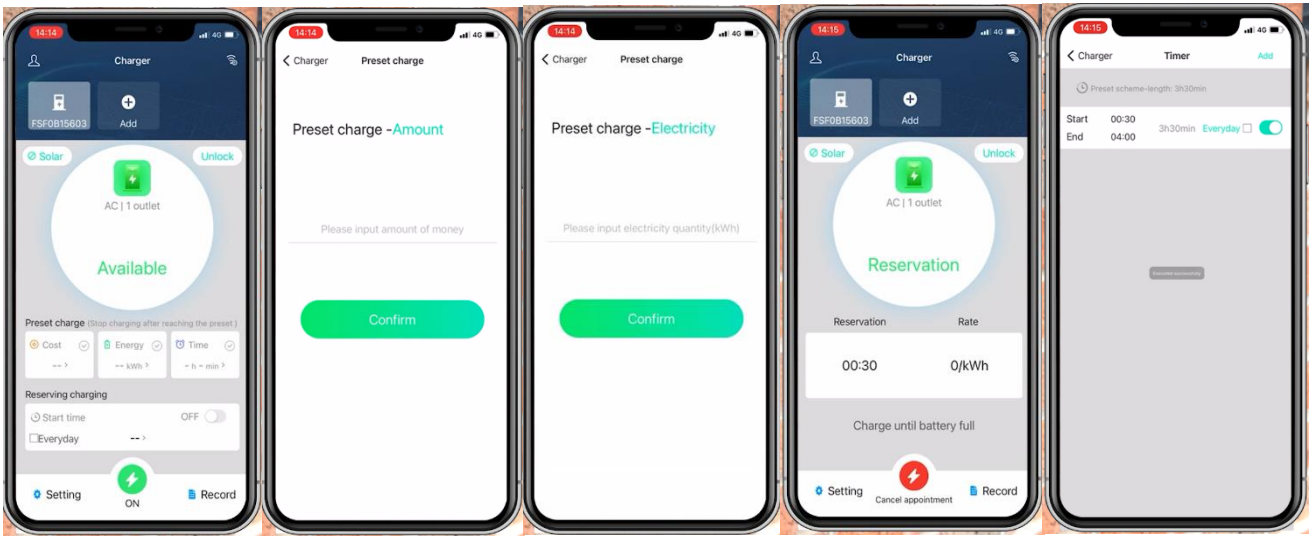 14:14
4G
Charger
FSF0B15603
Add
Solar
Unlock
AC | 1 outlet
Available
Preset charge (Stop charging after reaching the preset )
Cost
Energy
Time
-- >
-- kWh >
- h - min >
Reserving charging
Start time
OFF
Everyday
-- >
Setting
ON
Record
14:14
4G
Charger
Preset charge
Preset charge -Amount
Please input amount of money
Confirm
14:14
4G
Charger
Preset charge
Preset charge -Electricity
Please input electricity quantity(kWh)
Confirm
14:15
4G
Charger
FSF0B15603
Add
Solar
Unlock
AC | 1 outlet
Reservation
Reservation
Rate
00:30
0/kWh
Charge until battery full
Setting
Cancel appointment
Record
14:15
4G
Charger
Timer
Add
Preset scheme-length: 3h30min
Start 00:30
3h30min Everyday
End 04:00